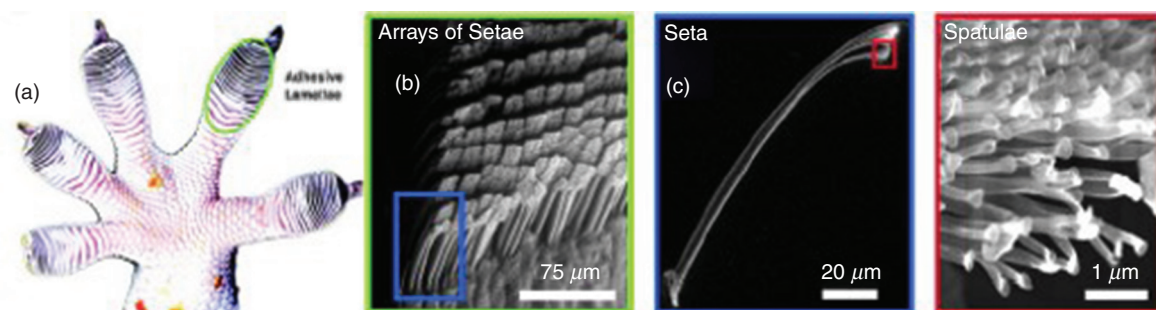 (a)
Adhesive
Lamellae
Arrays of Setae
(b)
75 μm
Seta
(c)
20 μm
Spatulae
1 μm